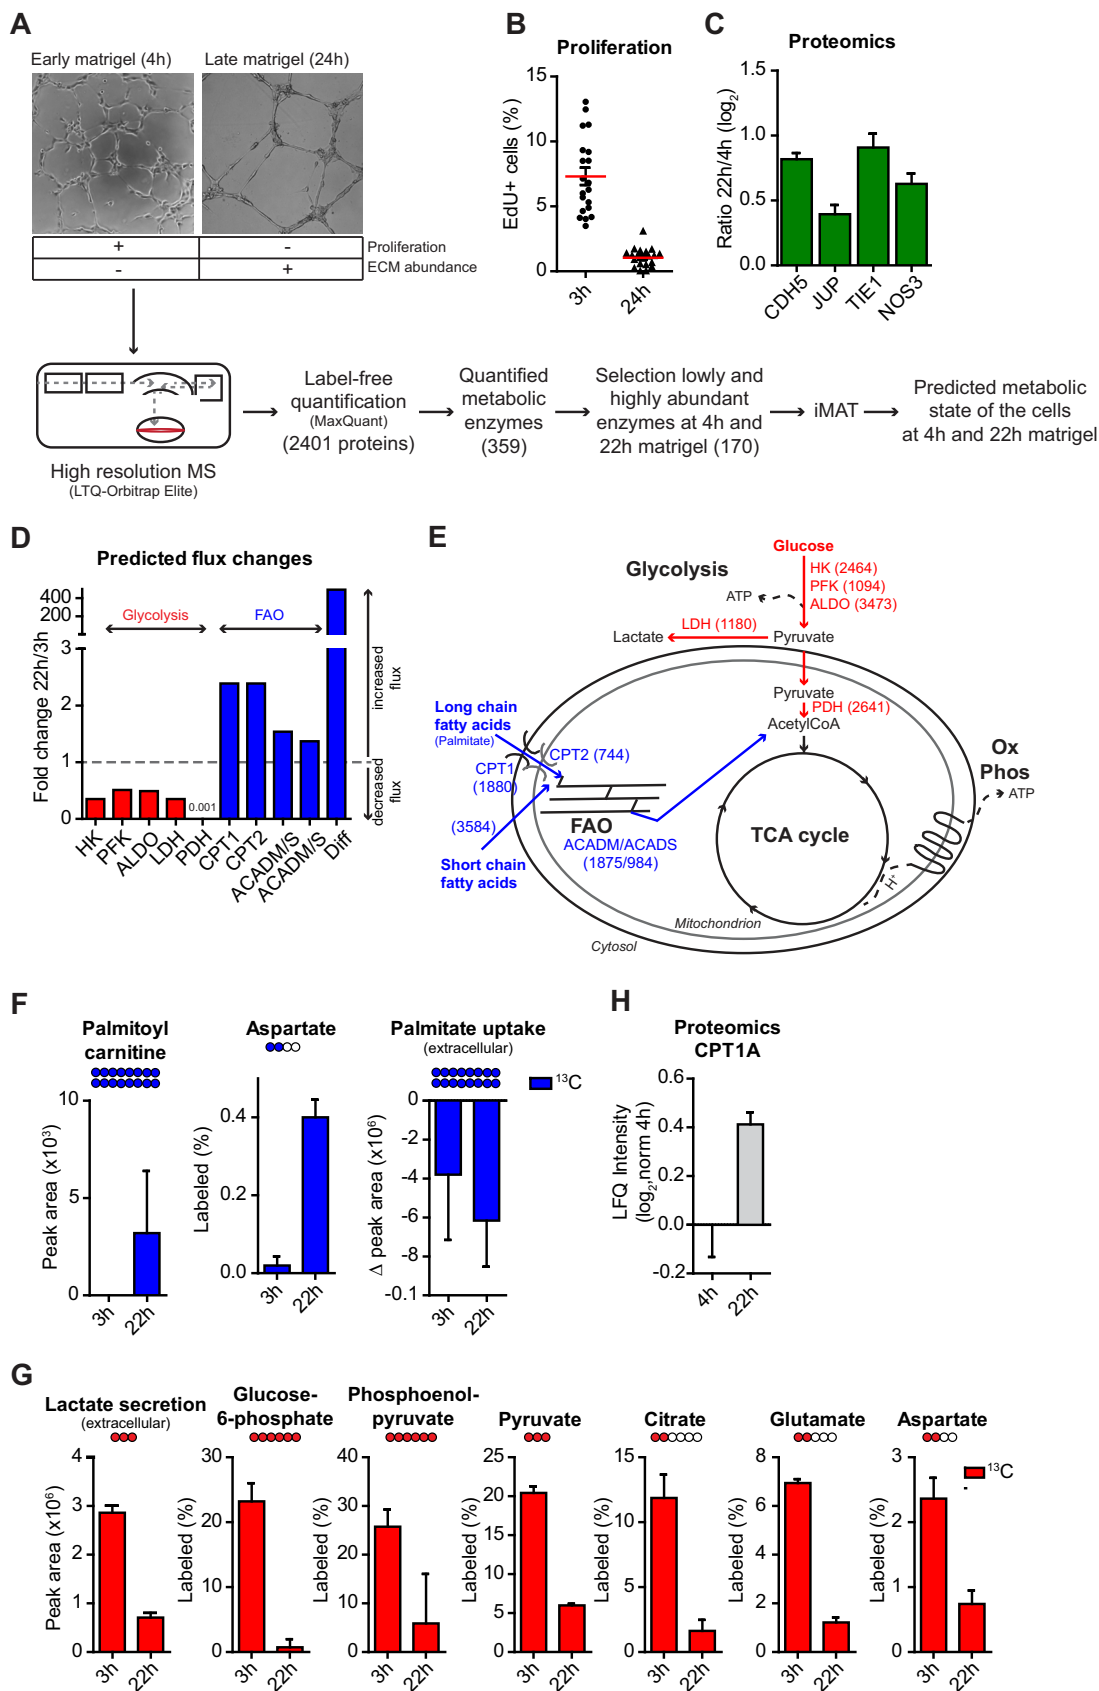 A
Early matrigel (4h)
Late matrigel (24h)
+
-
Proliferation
-
+
ECM abundance
B
Proliferation
EdU+ cells (%)
15
10
5
0
3h
24h
C
Proteomics
Ratio 22h/4h (log2)
1.5
1.0
0.5
0.0
CDH5
JUP
TIE1
NOS3
High resolution MS
(LTQ-Orbitrap Elite)
Label-free
quantification
(MaxQuant)
(2401 proteins)
Quantified
metabolic
enzymes
(359)
Selection lowly and
highly abundant
enzymes at 4h and
22h matrigel (170)
iMAT
Predicted metabolic
state of the cells
at 4h and 22h matrigel
D
Predicted flux changes
Fold change 22h/3h
400
200
3
2
1
0
Glycolysis
FAO
increased
flux
decreased
flux
0.001
HK
PFK
ALDO
LDH
PDH
CPT1
CPT2
ACADM/S
ACADM/S
Diff
E
Glucose
Glycolysis
HK (2464)
PFK (1094)
ALDO (3473)
ATP
LDH (1180)
Lactate
Pyruvate
Pyruvate
PDH (2641)
AcetylCoA
Long chain
fatty acids
(Palmitate)
CPT2 (744)
CPT1
(1880)
Ox
Phos
ATP
(3584)
FAO
ACADM/ACADS
(1875/984)
TCA cycle
Short chain
fatty acids
H+
Mitochondrion
Cytosol
F
Palmitoyl
carnitine
Peak area (x10³)
10
5
0
3h
22h
Aspartate
Labeled (%)
0.4
0.2
0.0
3h
22h
Palmitate uptake
(extracellular)
Δ peak area (x10⁶)
0
-2
-4
-6
-8
-0.1
3h
22h
¹³C
H
Proteomics
CPT1A
LFQ Intensity
(log2,norm 4h)
0.6
0.4
0.2
0.0
-0.2
4h
22h
G
Lactate secretion
(extracellular)
Peak area (x10⁶)
4
3
2
1
0
3h
22h
Glucose-
6-phosphate
Labeled (%)
30
20
10
0
3h
22h
Phosphoenol-
pyruvate
Labeled (%)
40
30
20
10
0
3h
22h
Pyruvate
Labeled (%)
25
20
15
10
5
0
3h
22h
Citrate
Labeled (%)
15
10
5
0
3h
22h
Glutamate
Labeled (%)
8
6
4
2
0
3h
22h
Aspartate
Labeled (%)
3
2
1
0
3h
22h
¹³C